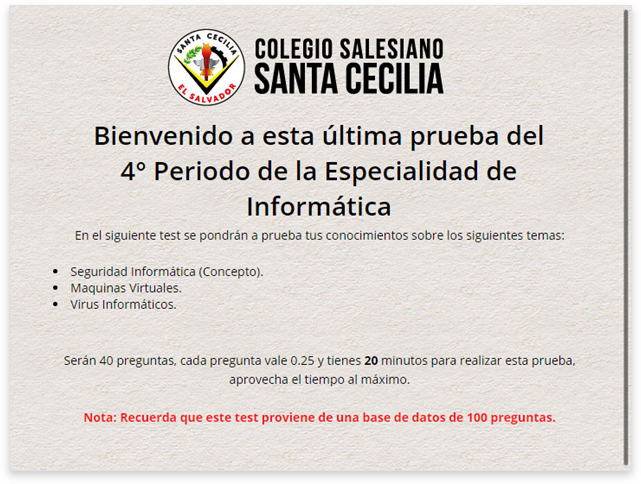 SANTA CECILIA
EL SALVADOR
COLEGIO SALESIANO
SANTA CECILIA
Bienvenido a esta última prueba del
4° Periodo de la Especialidad de
Informática
En el siguiente test se pondrán a prueba tus conocimientos sobre los siguientes temas:
• Seguridad Informática (Concepto).
• Maquinas Virtuales.
• Virus Informáticos.
Serán 40 preguntas, cada pregunta vale 0.25 y tienes 20 minutos para realizar esta prueba,
aprovecha el tiempo al máximo.
Nota: Recuerda que este test proviene de una base de datos de 100 preguntas.